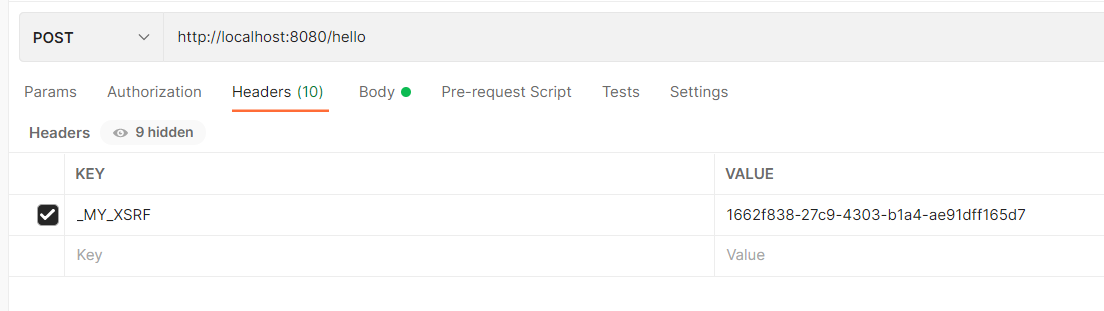 POST http://localhost:8080/hello
Params Authorization Headers (10) Body Pre-request Script Tests Settings
Headers 9 hidden
KEY VALUE
_MY_XSRF 1662f838-27c9-4303-b1a4-ae91dff165d7
Key Value